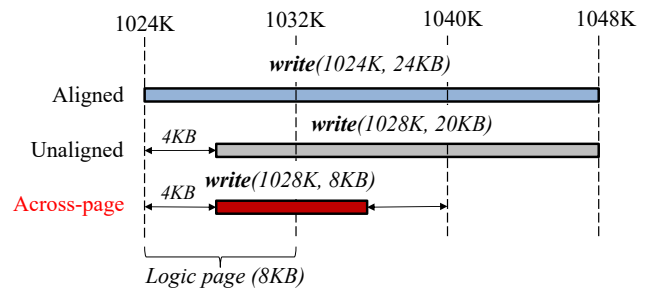 1024K 1032K 1040K 1048K
write(1024K, 24KB)
Aligned
write(1028K, 20KB)
4KB
Unaligned
write(1028K, 8KB)
4KB
Across-page
Logic page (8KB)